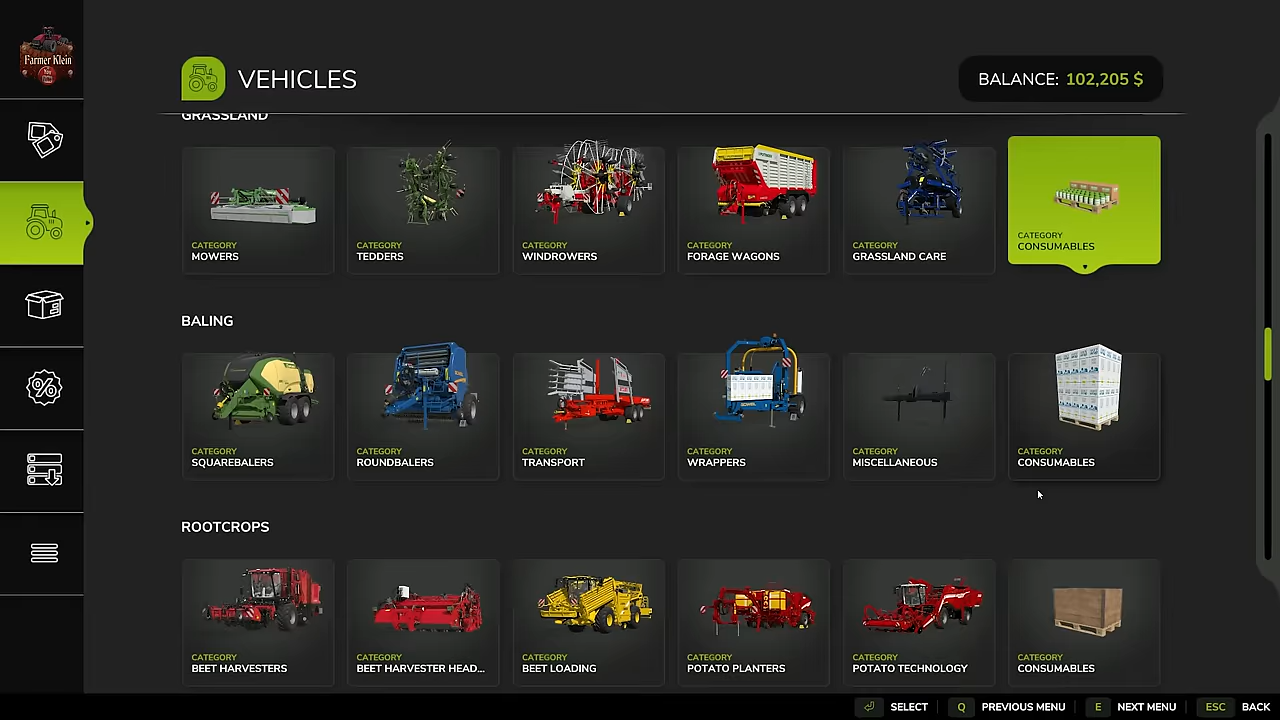 Farmer Klein
You
VEHICLES
BALANCE: 102,205 $
GRASSLAND
CATEGORY
MOWERS
CATEGORY
TEDDERS
CATEGORY
WINDROWERS
CATEGORY
FORAGE WAGONS
CATEGORY
GRASSLAND CARE
CATEGORY
CONSUMABLES
BALING
CATEGORY
SQUAREBALERS
CATEGORY
ROUNDBALERS
CATEGORY
TRANSPORT
CATEGORY
WRAPPERS
CATEGORY
MISCELLANEOUS
CATEGORY
CONSUMABLES
ROOTCROPS
CATEGORY
BEET HARVESTERS
CATEGORY
BEET HARVESTER HEAD...
CATEGORY
BEET LOADING
CATEGORY
POTATO PLANTERS
CATEGORY
POTATO TECHNOLOGY
CATEGORY
CONSUMABLES
SELECT
Q PREVIOUS MENU
E NEXT MENU
ESC BACK